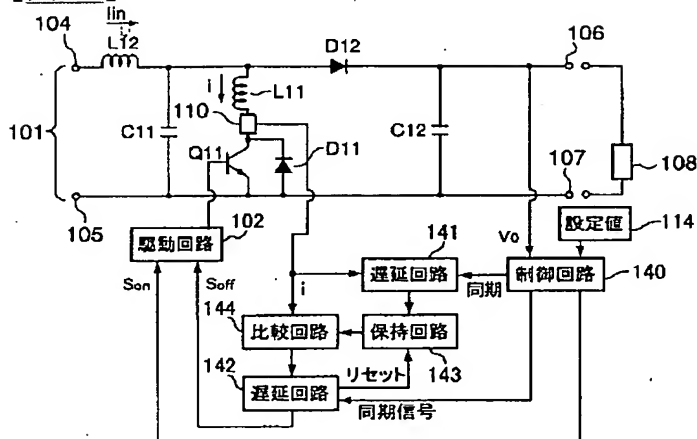 Iin
104
L12
D12
106
i
L11
110
101
C11
C12
Q11
D11
107
108
105
102
駆動回路
141
Vo
設定値
114
Son
Soff
i
遅延回路
同期
制御回路
140
144
比較回路
保持回路
143
142
遅延回路
リセット
同期信号